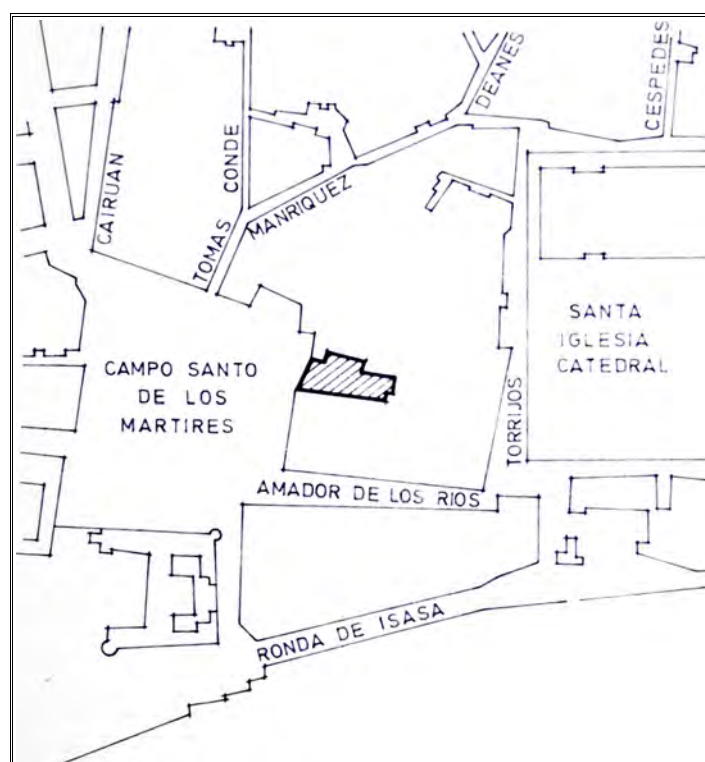 DEANES
CESPEDES
CONDE
CAIRUAN
TOMAS
MANRIQUEZ
SANTA
IGLESIA
CATEDRAL
CAMPO SANTO
DE LOS
MARTIRES
TORRIJOS
AMADOR DE LOS RIOS
RONDA DE ISASA